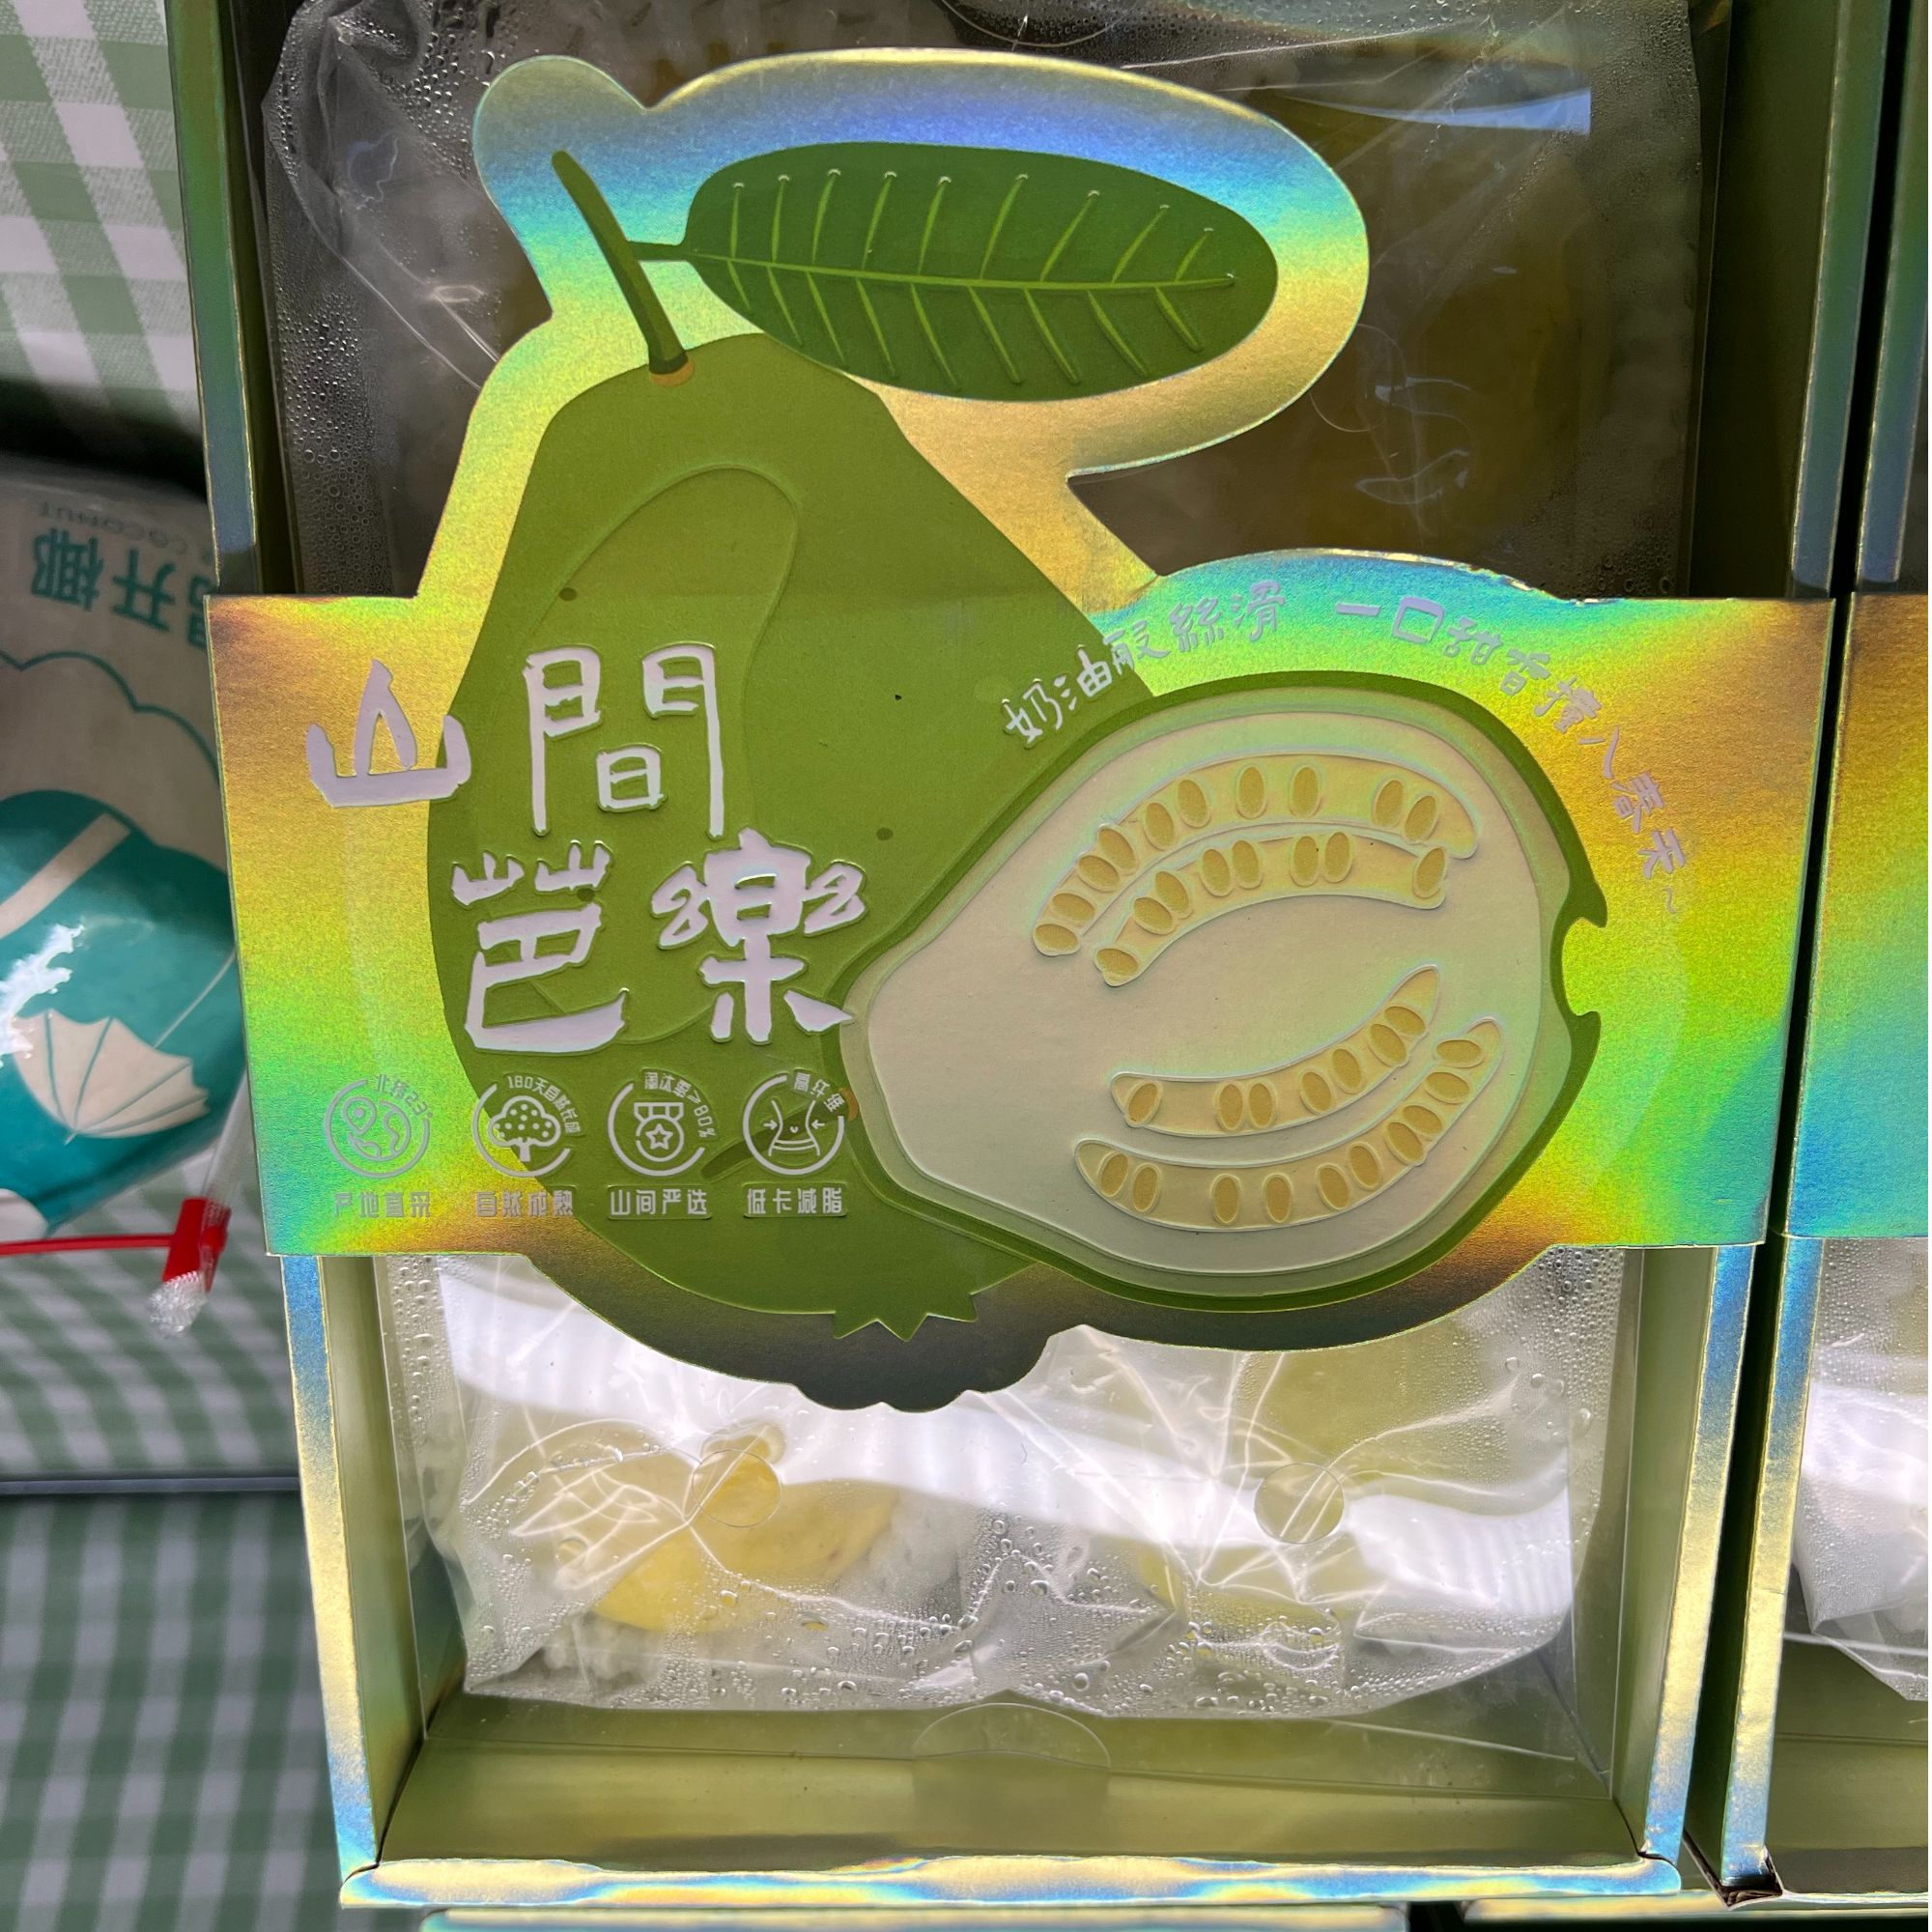 奶油般絲滑 一口甜香撞入春天~
山間
芭樂
北纬23°
180天自然生长
淘汰率≥80%
高纤维
产地直采
自然成熟
山间严选
低卡减脂
COCONUT
开椰